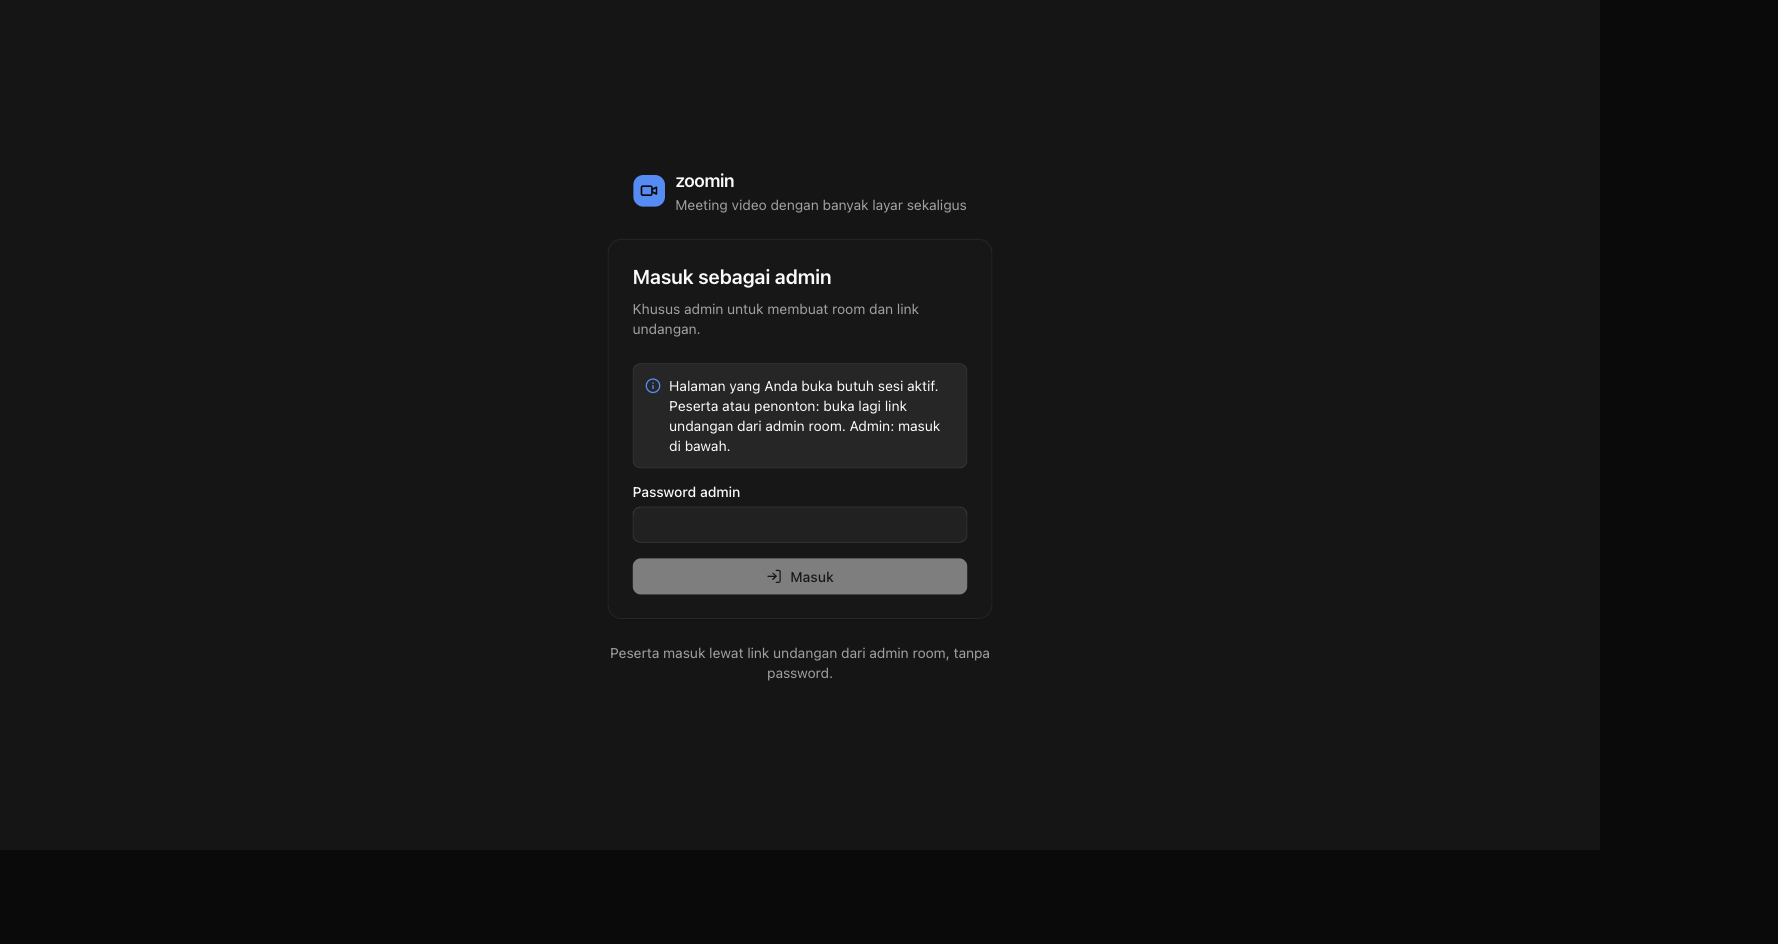 zoomin
Meeting video dengan banyak layar sekaligus
Masuk sebagai admin
Khusus admin untuk membuat room dan link
undangan.
Halaman yang Anda buka butuh sesi aktif.
Peserta atau penonton: buka lagi link
undangan dari admin room. Admin: masuk
di bawah.
Password admin
Masuk
Peserta masuk lewat link undangan dari admin room, tanpa
password.